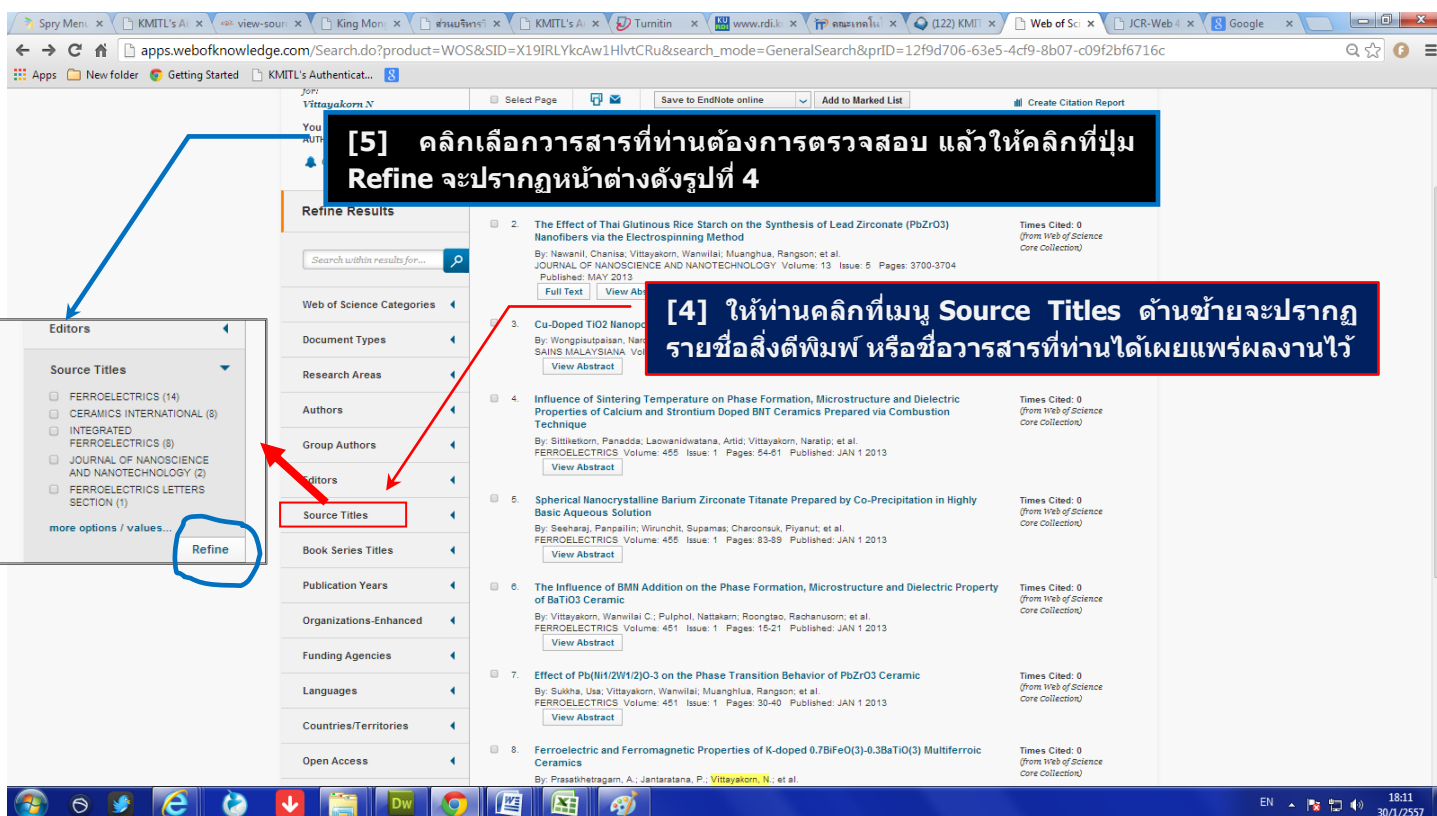 Spry Menu
KMITL's A
view-sour
King Mon
ส่วนบริหาร
KMITL's A
Turnitin
www.rdi.k
คณะเทคโน
(122) KMIT
Web of Sci
JCR-Web 4
Google
apps.webofknowledge.com/Search.do?product=WOS&SID=X19IRLYkcAw1HlvtCRu&search_mode=GeneralSearch&prID=12f9d706-63e5-4cf9-8b07-c09f2bf6716c
Apps New folder Getting Started KMITL's Authenticat...
for:
Vittayakorn N
Select Page Save to EndNote online Add to Marked List Create Citation Report
You
AUTH
[5] คลิกเลือกวารสารที่ท่านต้องการตรวจสอบ แล้วให้คลิกที่ปุ่ม
Refine จะปรากฏหน้าต่างดังรูปที่ 4
Refine Results
Search within results for...
Web of Science Categories
Document Types
Research Areas
Authors
Group Authors
Editors
Source Titles
Book Series Titles
Publication Years
Organizations-Enhanced
Funding Agencies
Languages
Countries/Territories
Open Access
Editors
Source Titles
FERROELECTRICS (14)
CERAMICS INTERNATIONAL (8)
INTEGRATED
FERROELECTRICS (8)
JOURNAL OF NANOSCIENCE
AND NANOTECHNOLOGY (2)
FERROELECTRICS LETTERS
SECTION (1)
more options / values...
Refine
2. The Effect of Thai Glutinous Rice Starch on the Synthesis of Lead Zirconate (PbZrO3)
Nanofibers via the Electrospinning Method
By: Nawanil, Chanisa; Vittayakorn, Wanwilai; Muanghua, Rangson; et al.
JOURNAL OF NANOSCIENCE AND NANOTECHNOLOGY Volume: 13 Issue: 5 Pages: 3700-3704
Published: MAY 2013
Full Text View Abs
Times Cited: 0
(from Web of Science
Core Collection)
[4] ให้ท่านคลิกที่เมนู Source Titles ด้านซ้ายจะปรากฏ
รายชื่อสิ่งตีพิมพ์ หรือชื่อวารสารที่ท่านได้เผยแพร่ผลงานไว้
3. Cu-Doped TiO2 Nanopo
By: Wongpisutpaisan, Nar
SAINS MALAYSIANA Vol
View Abstract
4. Influence of Sintering Temperature on Phase Formation, Microstructure and Dielectric
Properties of Calcium and Strontium Doped BNT Ceramics Prepared via Combustion
Technique
By: Sittiketkorn, Panadda; Laowanidwatana, Artid; Vittayakorn, Naratip; et al.
FERROELECTRICS Volume: 455 Issue: 1 Pages: 54-61 Published: JAN 1 2013
View Abstract
Times Cited: 0
(from Web of Science
Core Collection)
5. Spherical Nanocrystalline Barium Zirconate Titanate Prepared by Co-Precipitation in Highly
Basic Aqueous Solution
By: Seeharaj, Panpailin; Wirunchit, Supamas; Charoonsuk, Piyanut; et al.
FERROELECTRICS Volume: 455 Issue: 1 Pages: 83-89 Published: JAN 1 2013
View Abstract
Times Cited: 0
(from Web of Science
Core Collection)
6. The Influence of BMN Addition on the Phase Formation, Microstructure and Dielectric Property
of BaTiO3 Ceramic
By: Vittayakorn, Wanwilai C.; Pulphol, Nattakarn; Roongtao, Rachanusorn; et al.
FERROELECTRICS Volume: 451 Issue: 1 Pages: 15-21 Published: JAN 1 2013
View Abstract
Times Cited: 0
(from Web of Science
Core Collection)
7. Effect of Pb(Ni1/2W1/2)O-3 on the Phase Transition Behavior of PbZrO3 Ceramic
By: Sukkha, Usa; Vittayakorn, Wanwilai; Muanghlua, Rangson; et al.
FERROELECTRICS Volume: 451 Issue: 1 Pages: 30-40 Published: JAN 1 2013
View Abstract
Times Cited: 0
(from Web of Science
Core Collection)
8. Ferroelectric and Ferromagnetic Properties of K-doped 0.7BiFeO(3)-0.3BaTiO(3) Multiferroic
Ceramics
By: Prasatkhetragarn, A.; Jantaratana, P.; Vittayakorn, N.; et al.
Times Cited: 0
(from Web of Science
Core Collection)
Dw
EN
18:11
30/1/2557